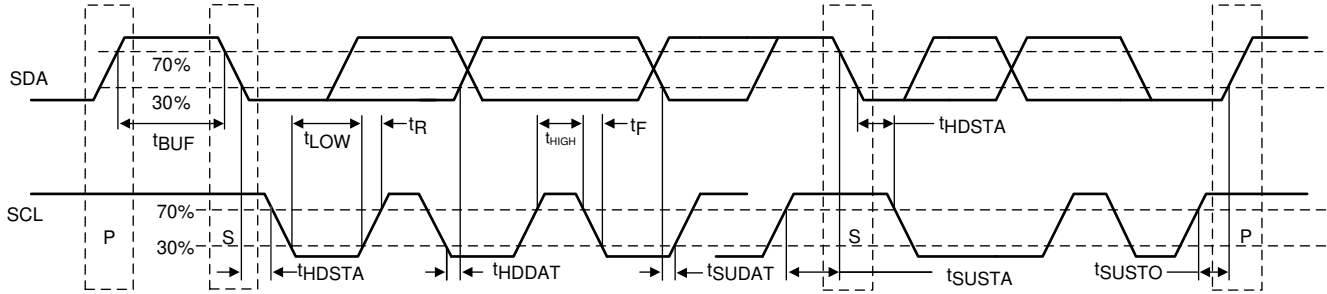 SDA
70%
30%
tBUF
tLOW
tR
tHIGH
tF
tHDSTA
SCL
70%
30%
P
S
S
P
tHDSTA
tHDDAT
tSUDAT
tSUSTA
tSUSTO